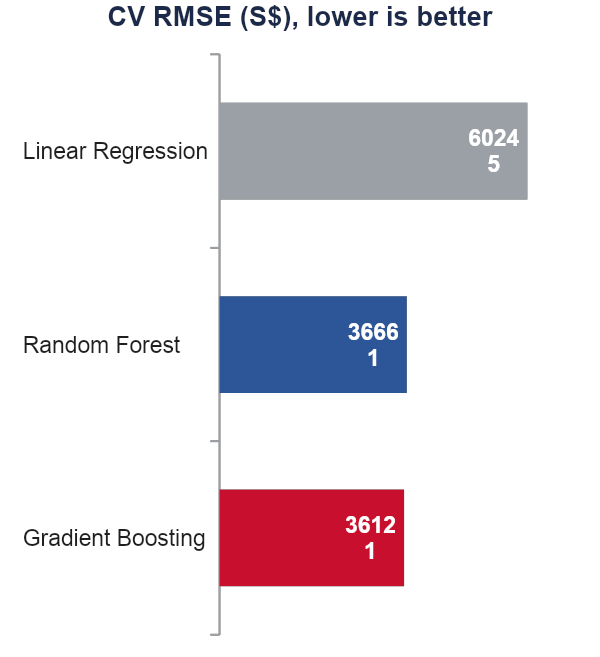 CV RMSE (S$), lower is better
Linear Regression
6024
5
Random Forest
3666
1
Gradient Boosting
3612
1